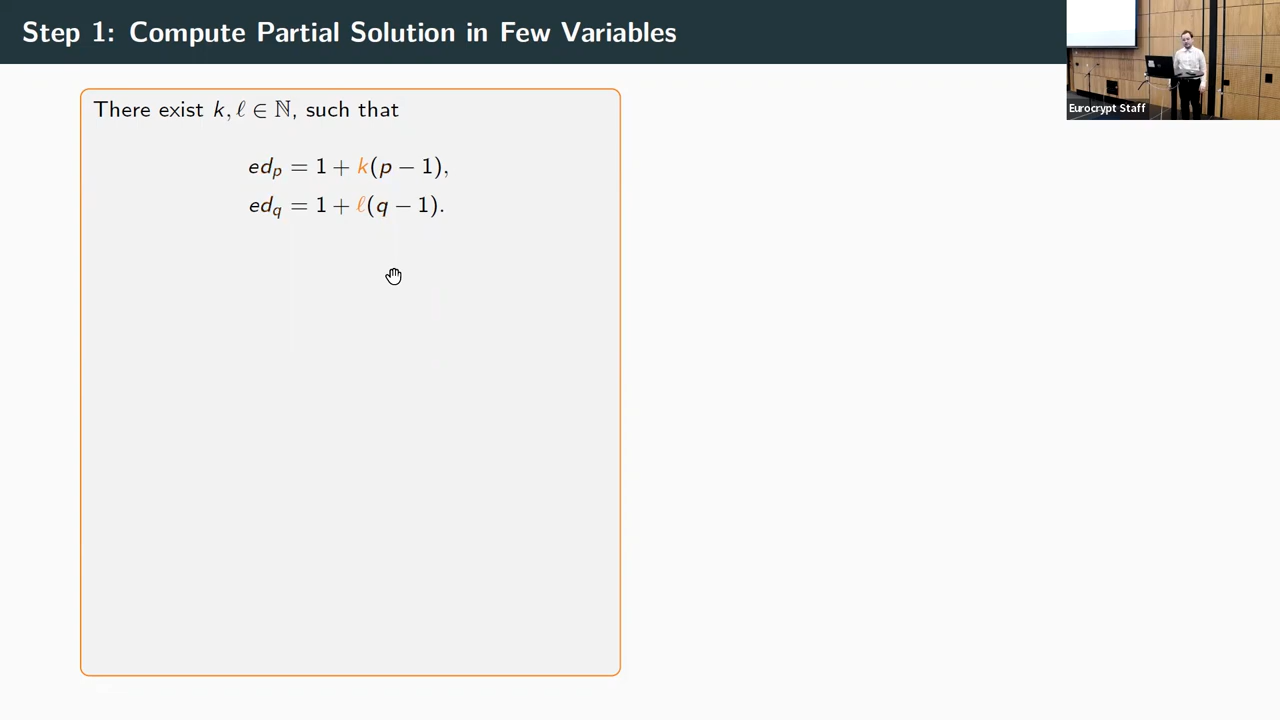 Step 1: Compute Partial Solution in Few Variables
There exist k, ℓ ∈ ℕ, such that
ed_p = 1 + k(p − 1),
ed_q = 1 + ℓ(q − 1).
Eurocrypt Staff